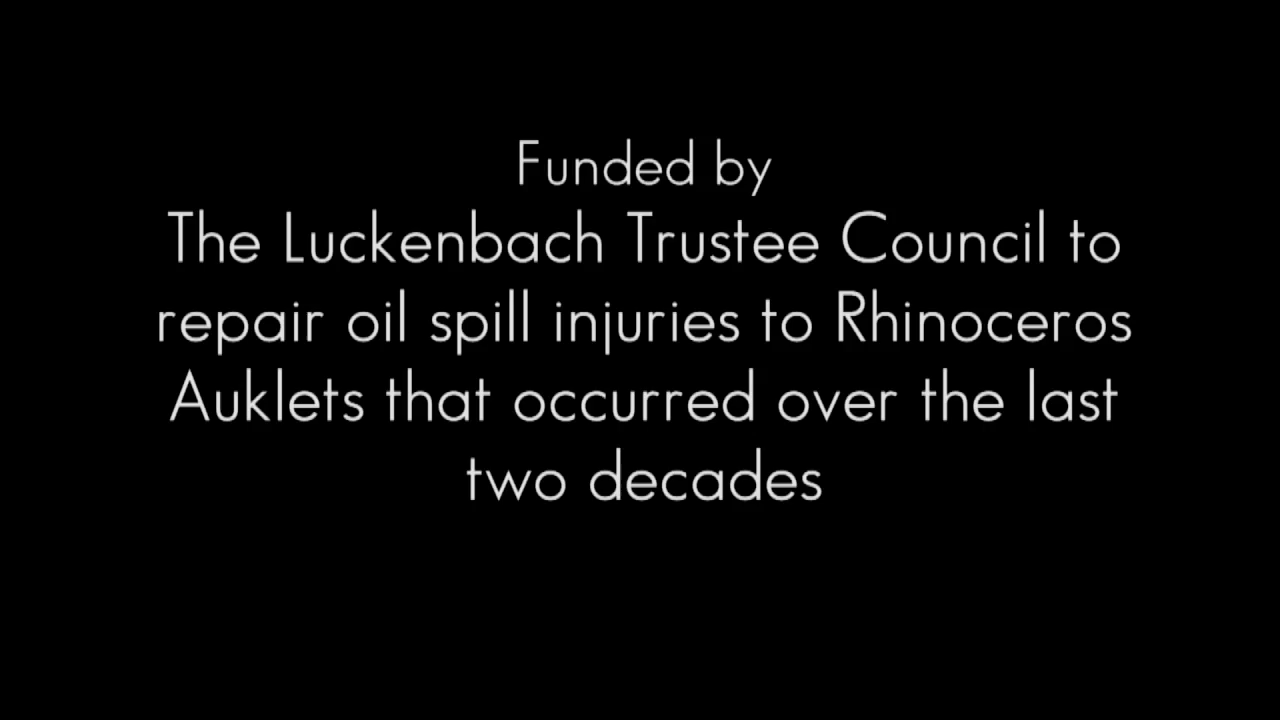 Funded by
The Luckenbach Trustee Council to
repair oil spill injuries to Rhinoceros
Auklets that occurred over the last
two decades